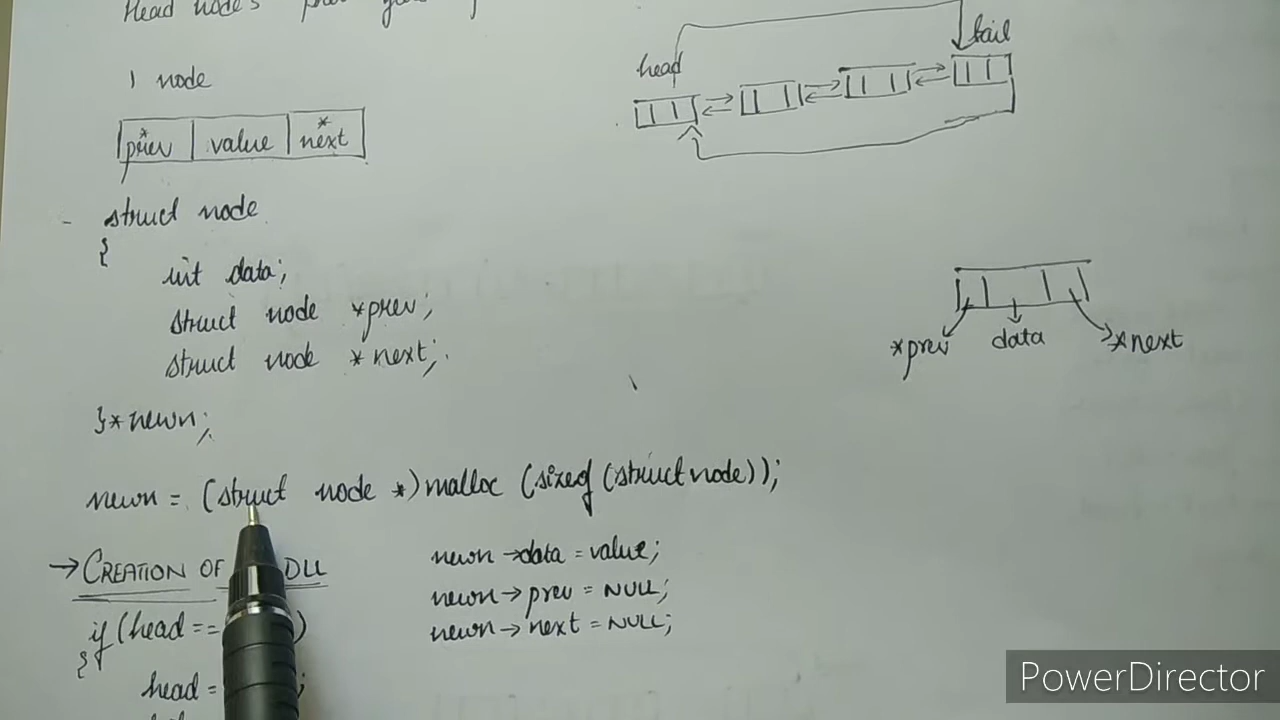 Head node's prev
1 node
head
tail
*prev value *next
struct node
{
int data;
struct node *prev;
struct node *next;
}*newn;
*prev data *next
newn = (struct node *)malloc (sizeof (struct node));
→ CREATION OF DLL
newn → data = value;
newn → prev = NULL;
newn → next = NULL;
if (head == )
{
head = ;
PowerDirector